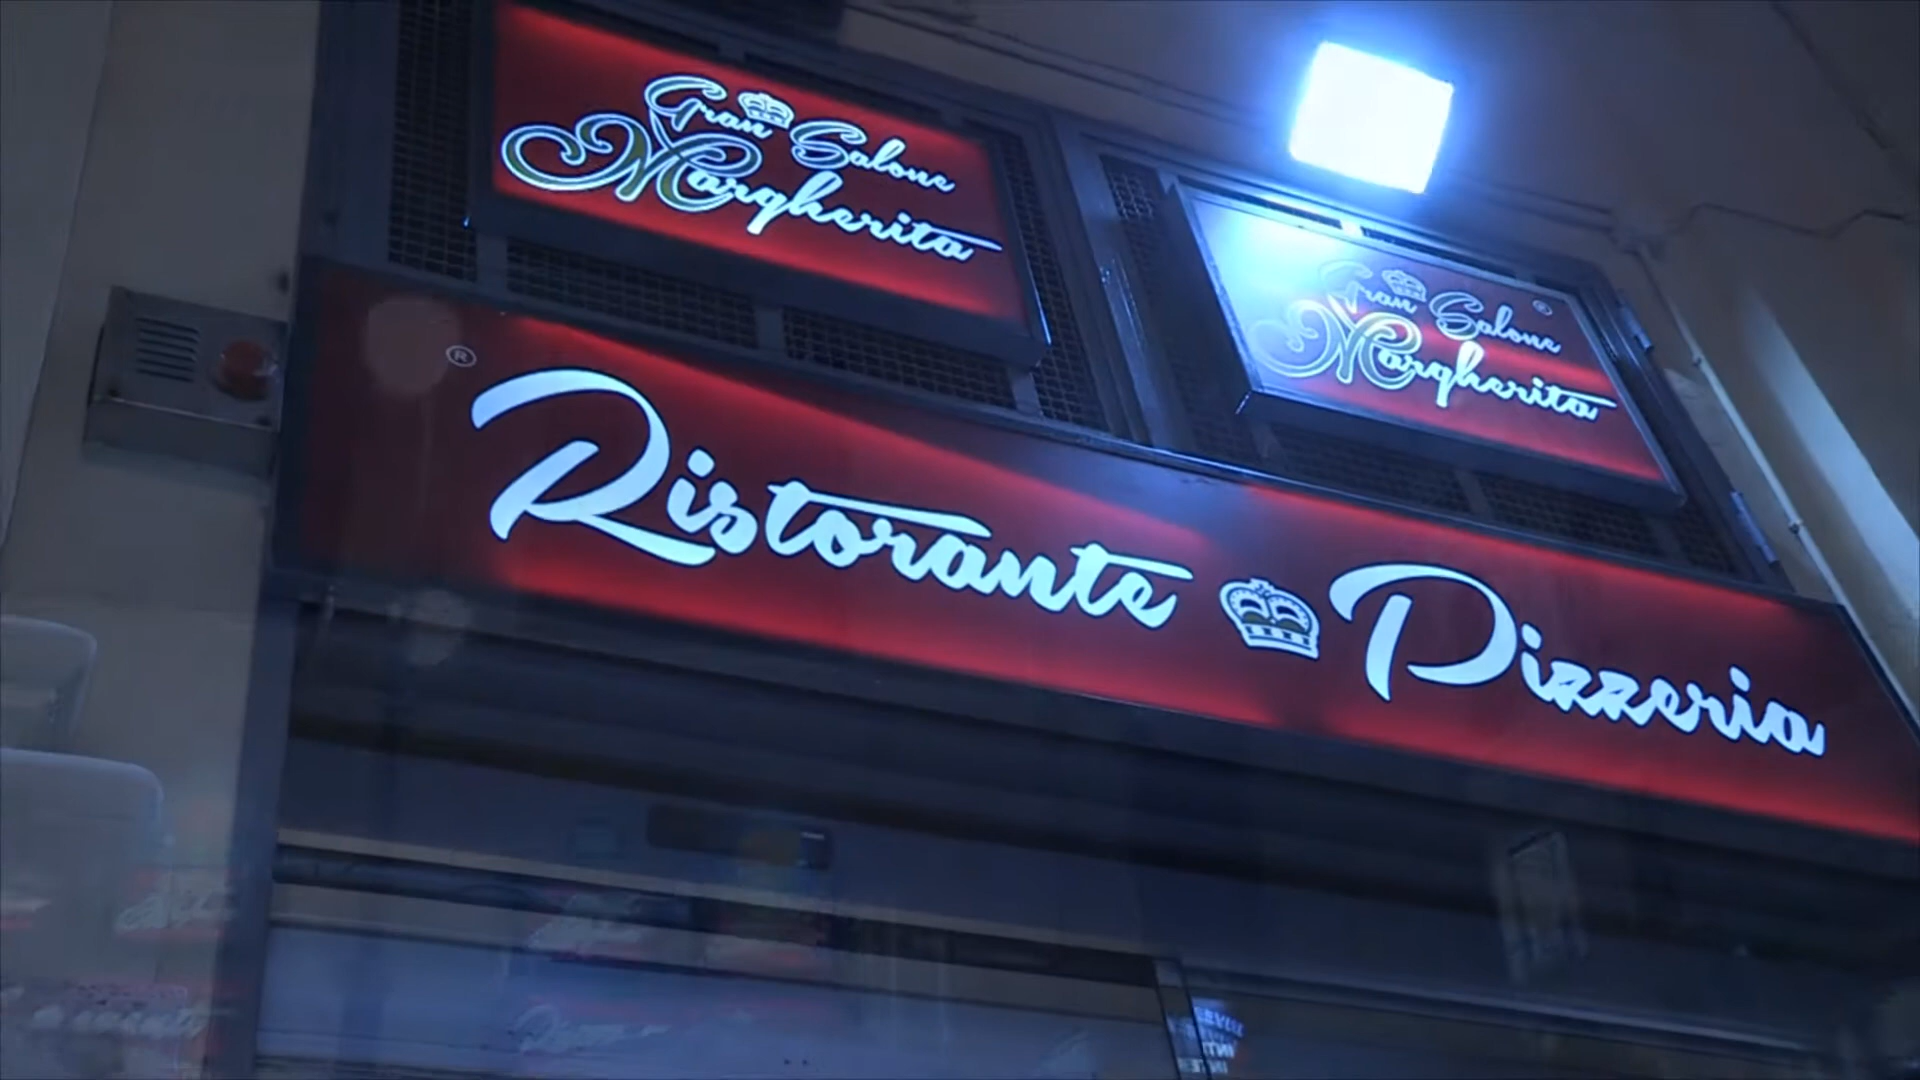 Gran Salone
Margherita
Gran Salone ®
Margherita
® Ristorante Pizzeria